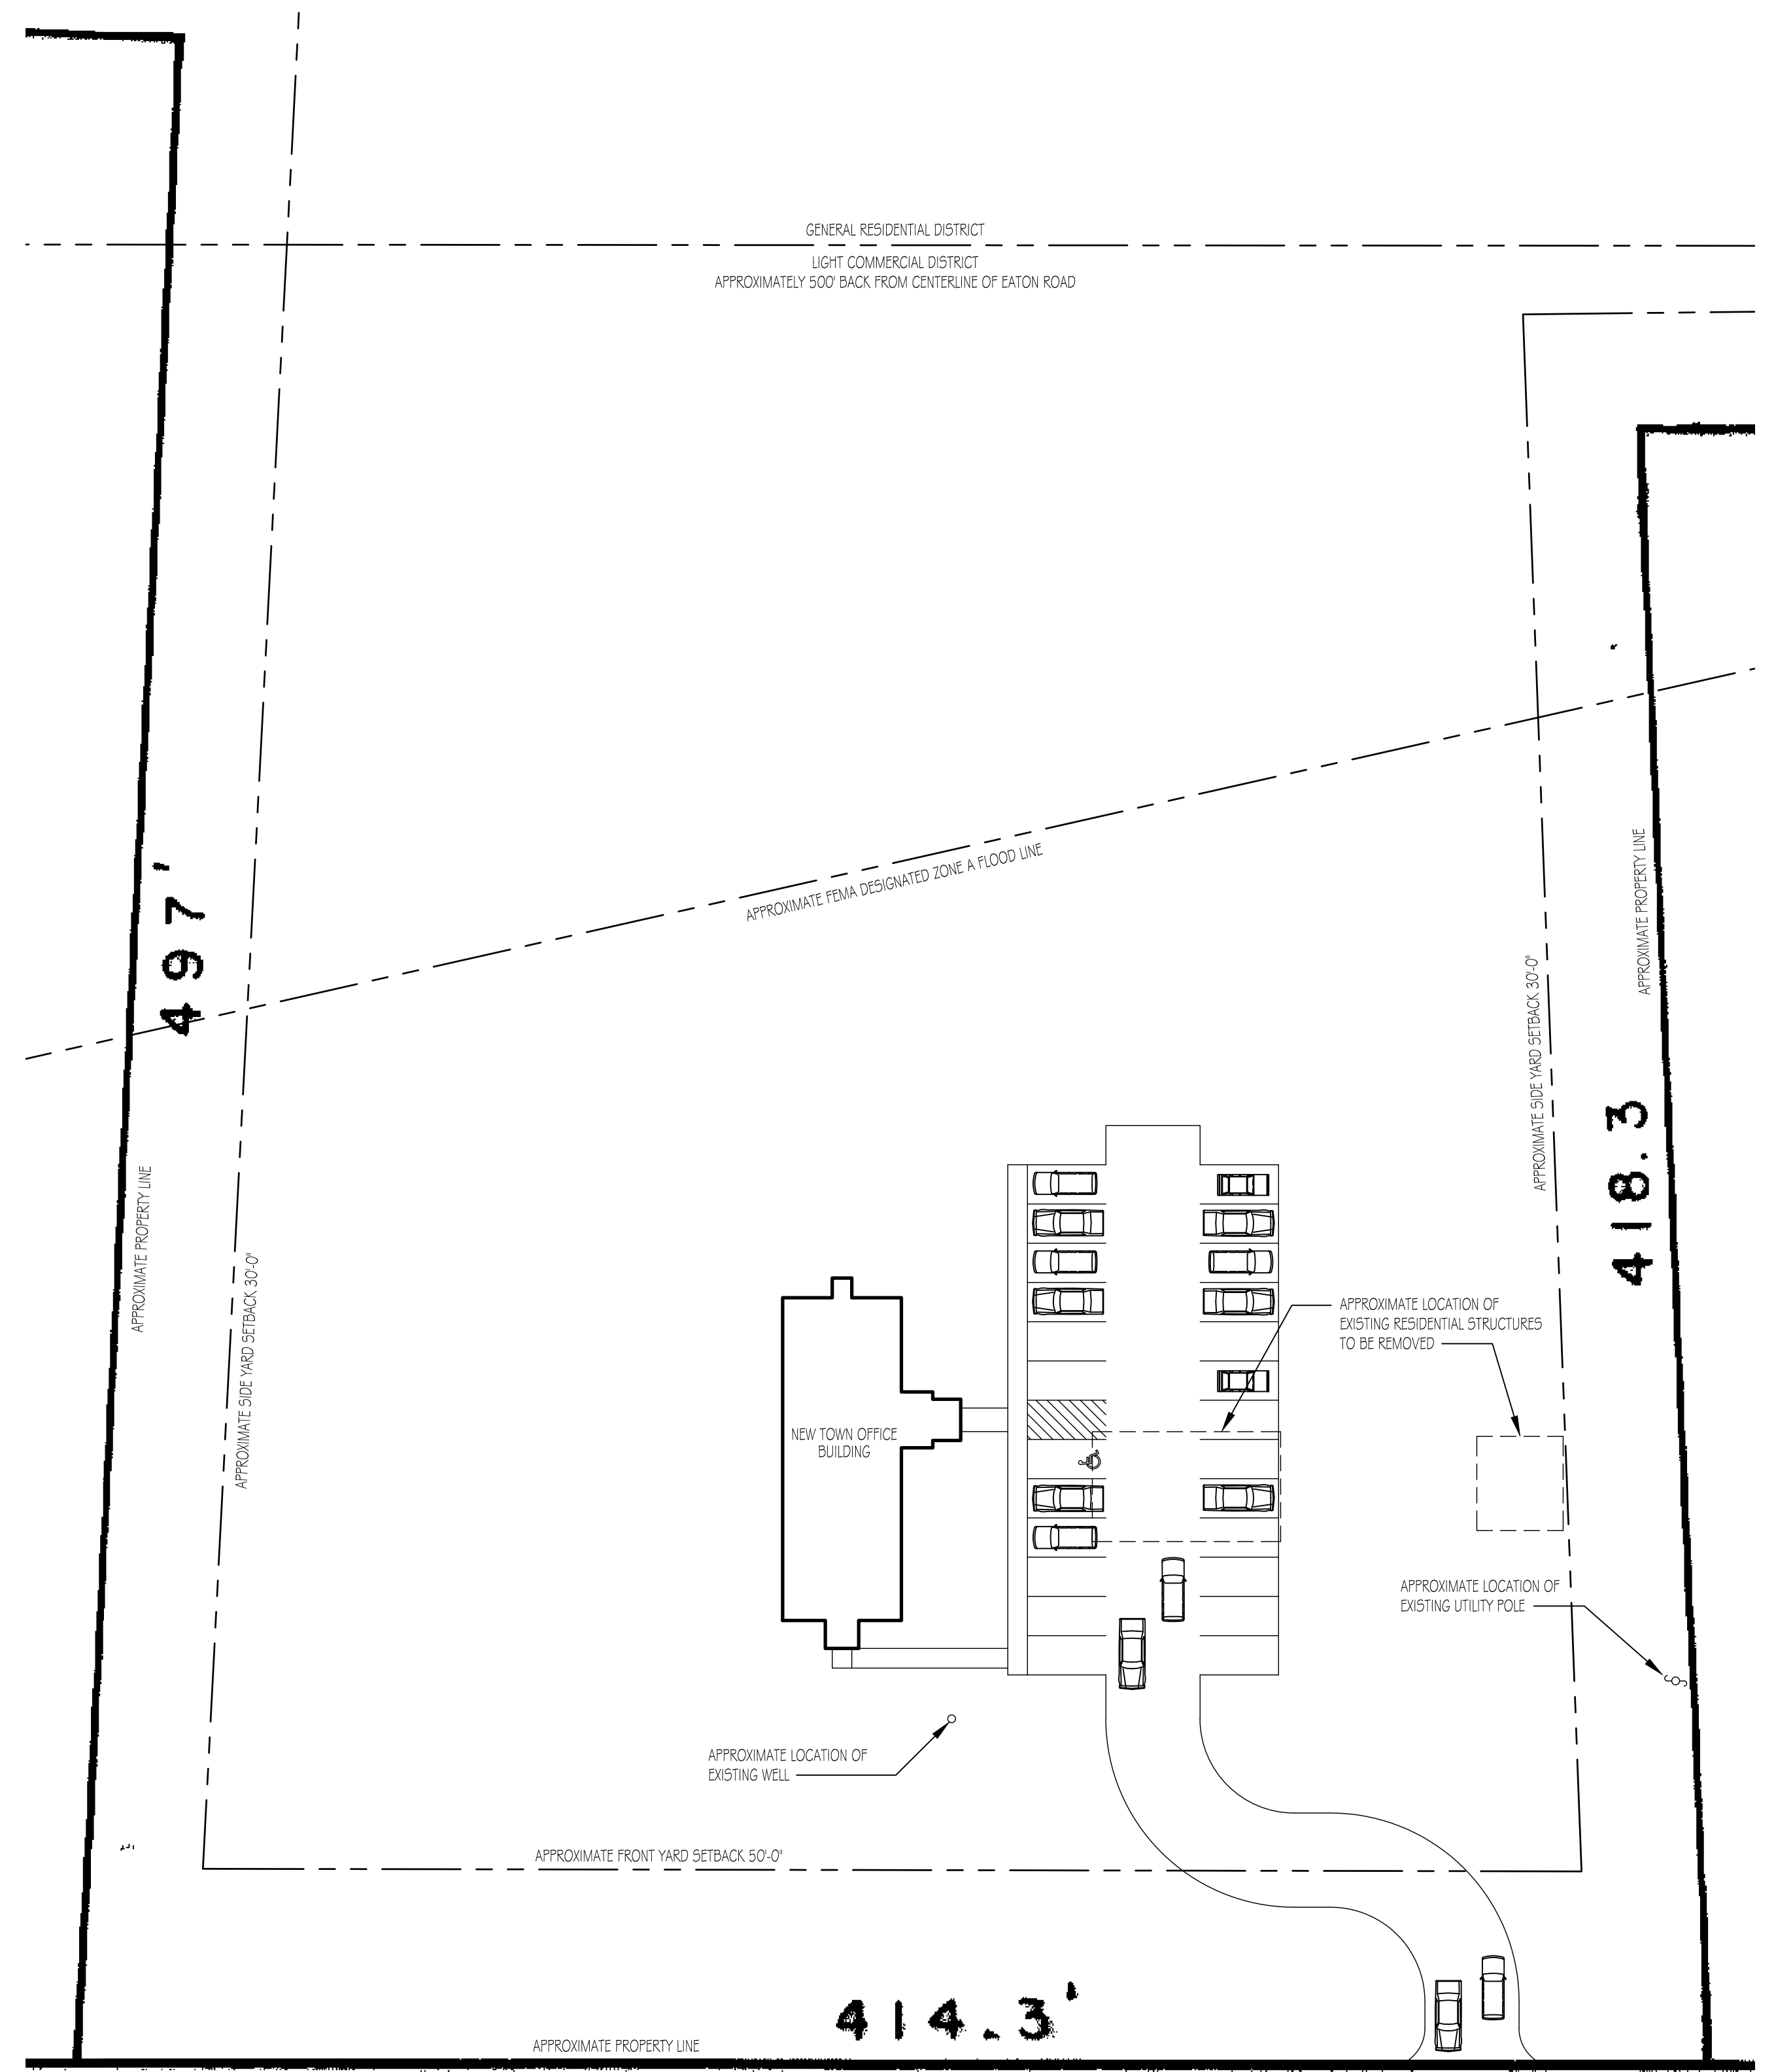 GENERAL RESIDENTIAL DISTRICT
LIGHT COMMERCIAL DISTRICT
APPROXIMATELY 500' BACK FROM CENTERLINE OF EATON ROAD
APPROXIMATE FEMA DESIGNATED ZONE A FLOOD LINE
497'
APPROXIMATE PROPERTY LINE
APPROXIMATE SIDE YARD SETBACK 30'-0"
APPROXIMATE PROPERTY LINE
APPROXIMATE SIDE YARD SETBACK 30'-0"
418.3
APPROXIMATE LOCATION OF
EXISTING RESIDENTIAL STRUCTURES
TO BE REMOVED
NEW TOWN OFFICE
BUILDING
APPROXIMATE LOCATION OF
EXISTING UTILITY POLE
APPROXIMATE LOCATION OF
EXISTING WELL
APPROXIMATE FRONT YARD SETBACK 50'-0"
414.3'
APPROXIMATE PROPERTY LINE